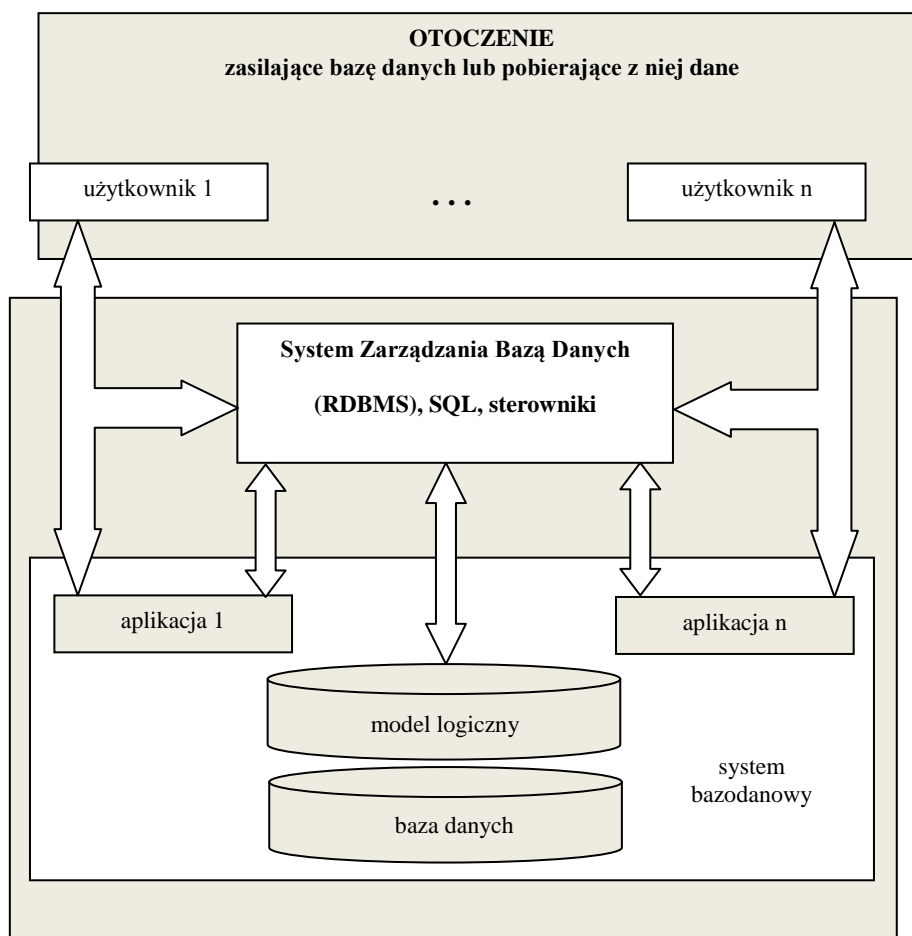 OTOCZENIE
zasilające bazę danych lub pobierające z niej dane
użytkownik 1
...
użytkownik n
System Zarządzania Bazą Danych
(RDBMS), SQL, sterowniki
aplikacja 1
aplikacja n
model logiczny
system
bazodanowy
baza danych